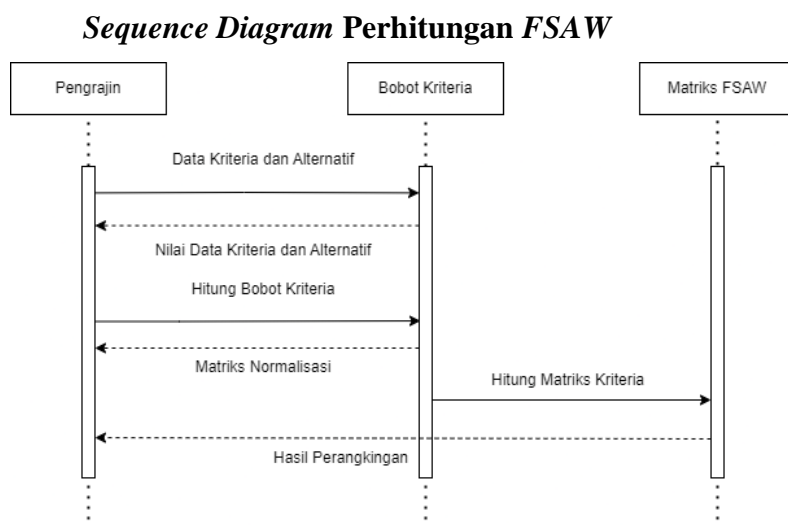 Sequence Diagram Perhitungan FSAW
Pengrajin
Bobot Kriteria
Matriks FSAW
Data Kriteria dan Alternatif
Nilai Data Kriteria dan Alternatif
Hitung Bobot Kriteria
Matriks Normalisasi
Hitung Matriks Kriteria
Hasil Perangkingan